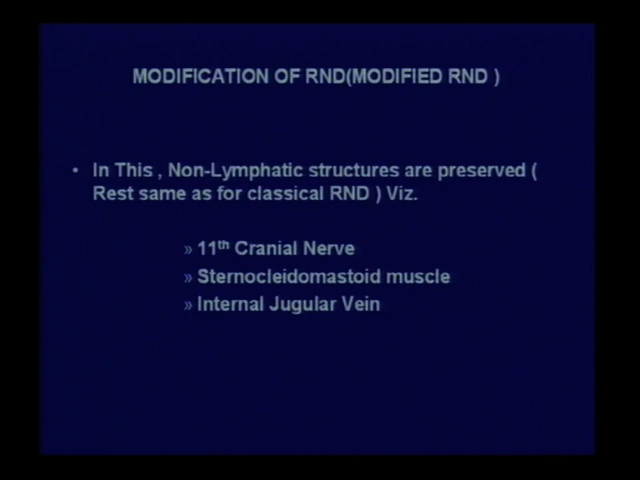 MODIFICATION OF RND(MODIFIED RND )
• In This , Non-Lymphatic structures are preserved (
Rest same as for classical RND ) Viz.
» 11th Cranial Nerve
» Sternocleidomastoid muscle
» Internal Jugular Vein